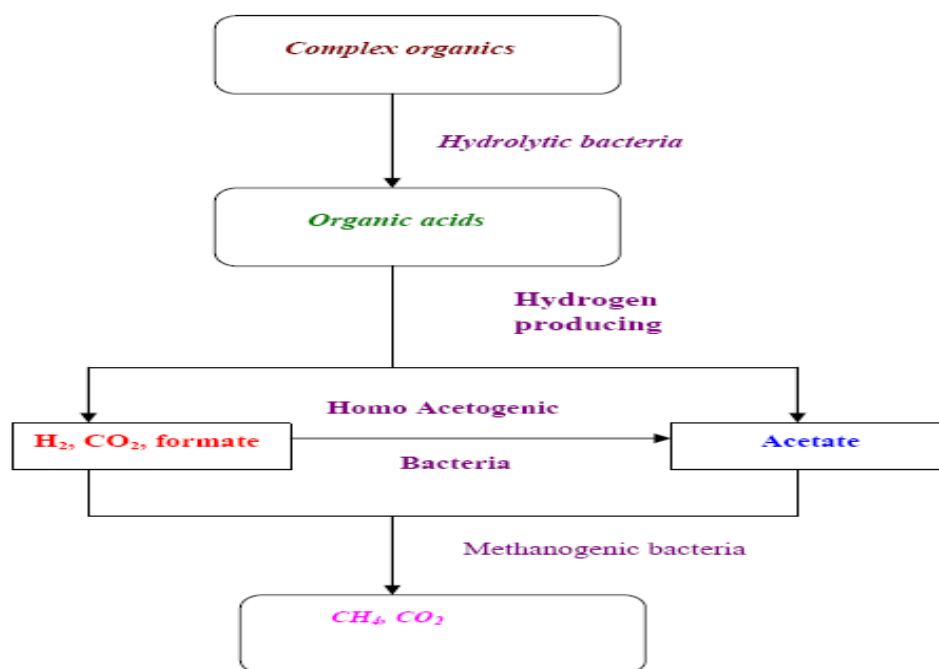 Complex organics
Hydrolytic bacteria
Organic acids
Hydrogen
producing
Homo Acetogenic
H₂, CO₂, formate
Acetate
Bacteria
Methanogenic bacteria
CH₄, CO₂